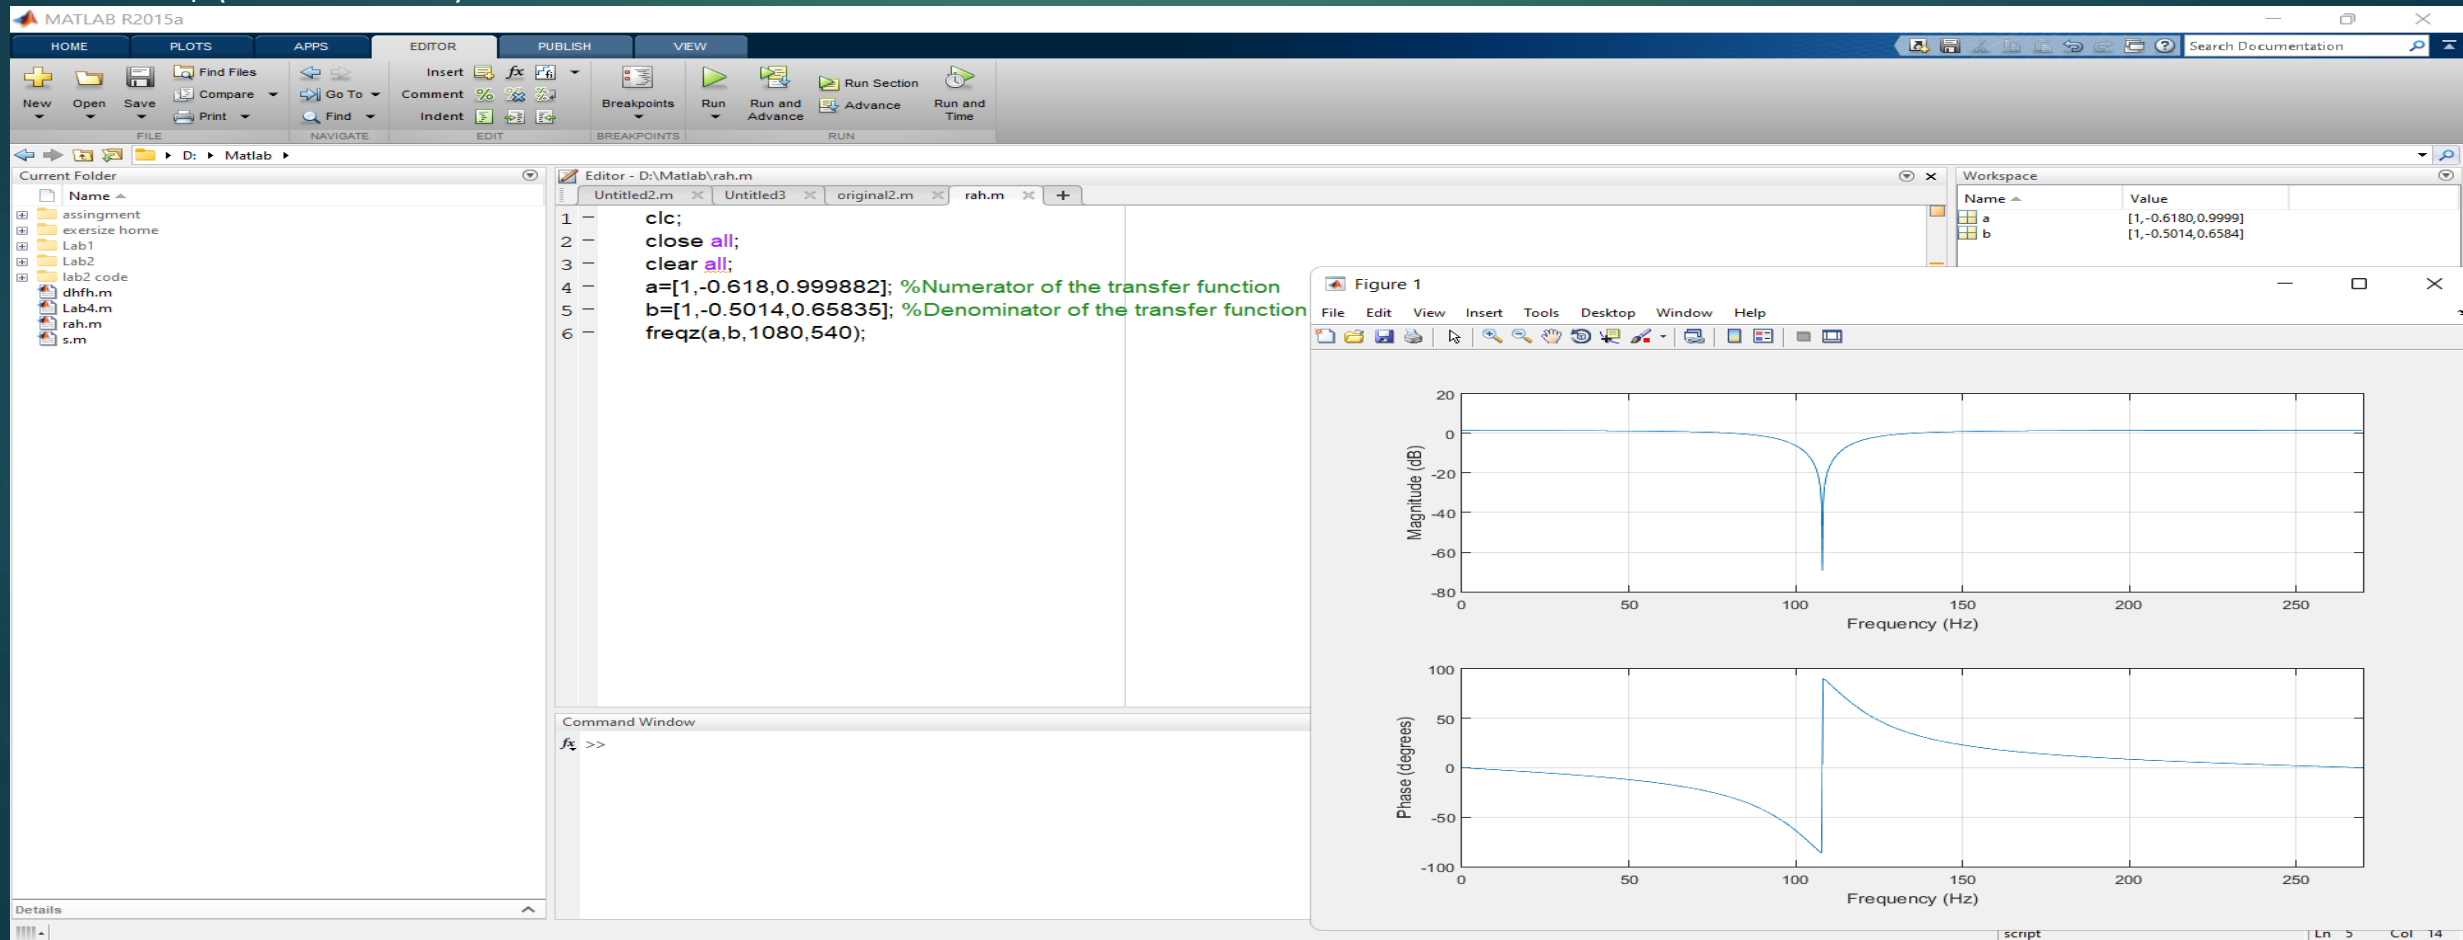 MATLAB R2015a
HOME PLOTS APPS EDITOR PUBLISH VIEW
Search Documentation
New Open Save
Find Files
Compare
Print
FILE
Go To
Find
NAVIGATE
Insert fx
Comment
Indent
EDIT
Breakpoints
BREAKPOINTS
Run
Run and Advance
Run Section
Advance
Run and Time
RUN
D: Matlab
Current Folder
Name
assingment
exersize home
Lab1
Lab2
lab2 code
dhfh.m
Lab4.m
rah.m
s.m
Details
Editor - D:\Matlab\rah.m
Untitled2.m Untitled3 original2.m rah.m
1 clc;
2 close all;
3 clear all;
4 a=[1,-0.618,0.999882]; %Numerator of the transfer function
5 b=[1,-0.5014,0.65835]; %Denominator of the transfer function
6 freqz(a,b,1080,540);
Command Window
fx >>
Workspace
Name Value
a [1,-0.6180,0.9999]
b [1,-0.5014,0.6584]
Figure 1
File Edit View Insert Tools Desktop Window Help
20
0
-20
-40
-60
-80
Magnitude (dB)
0 50 100 150 200 250
Frequency (Hz)
100
50
0
-50
-100
Phase (degrees)
0 50 100 150 200 250
Frequency (Hz)
script Ln 5 Col 14